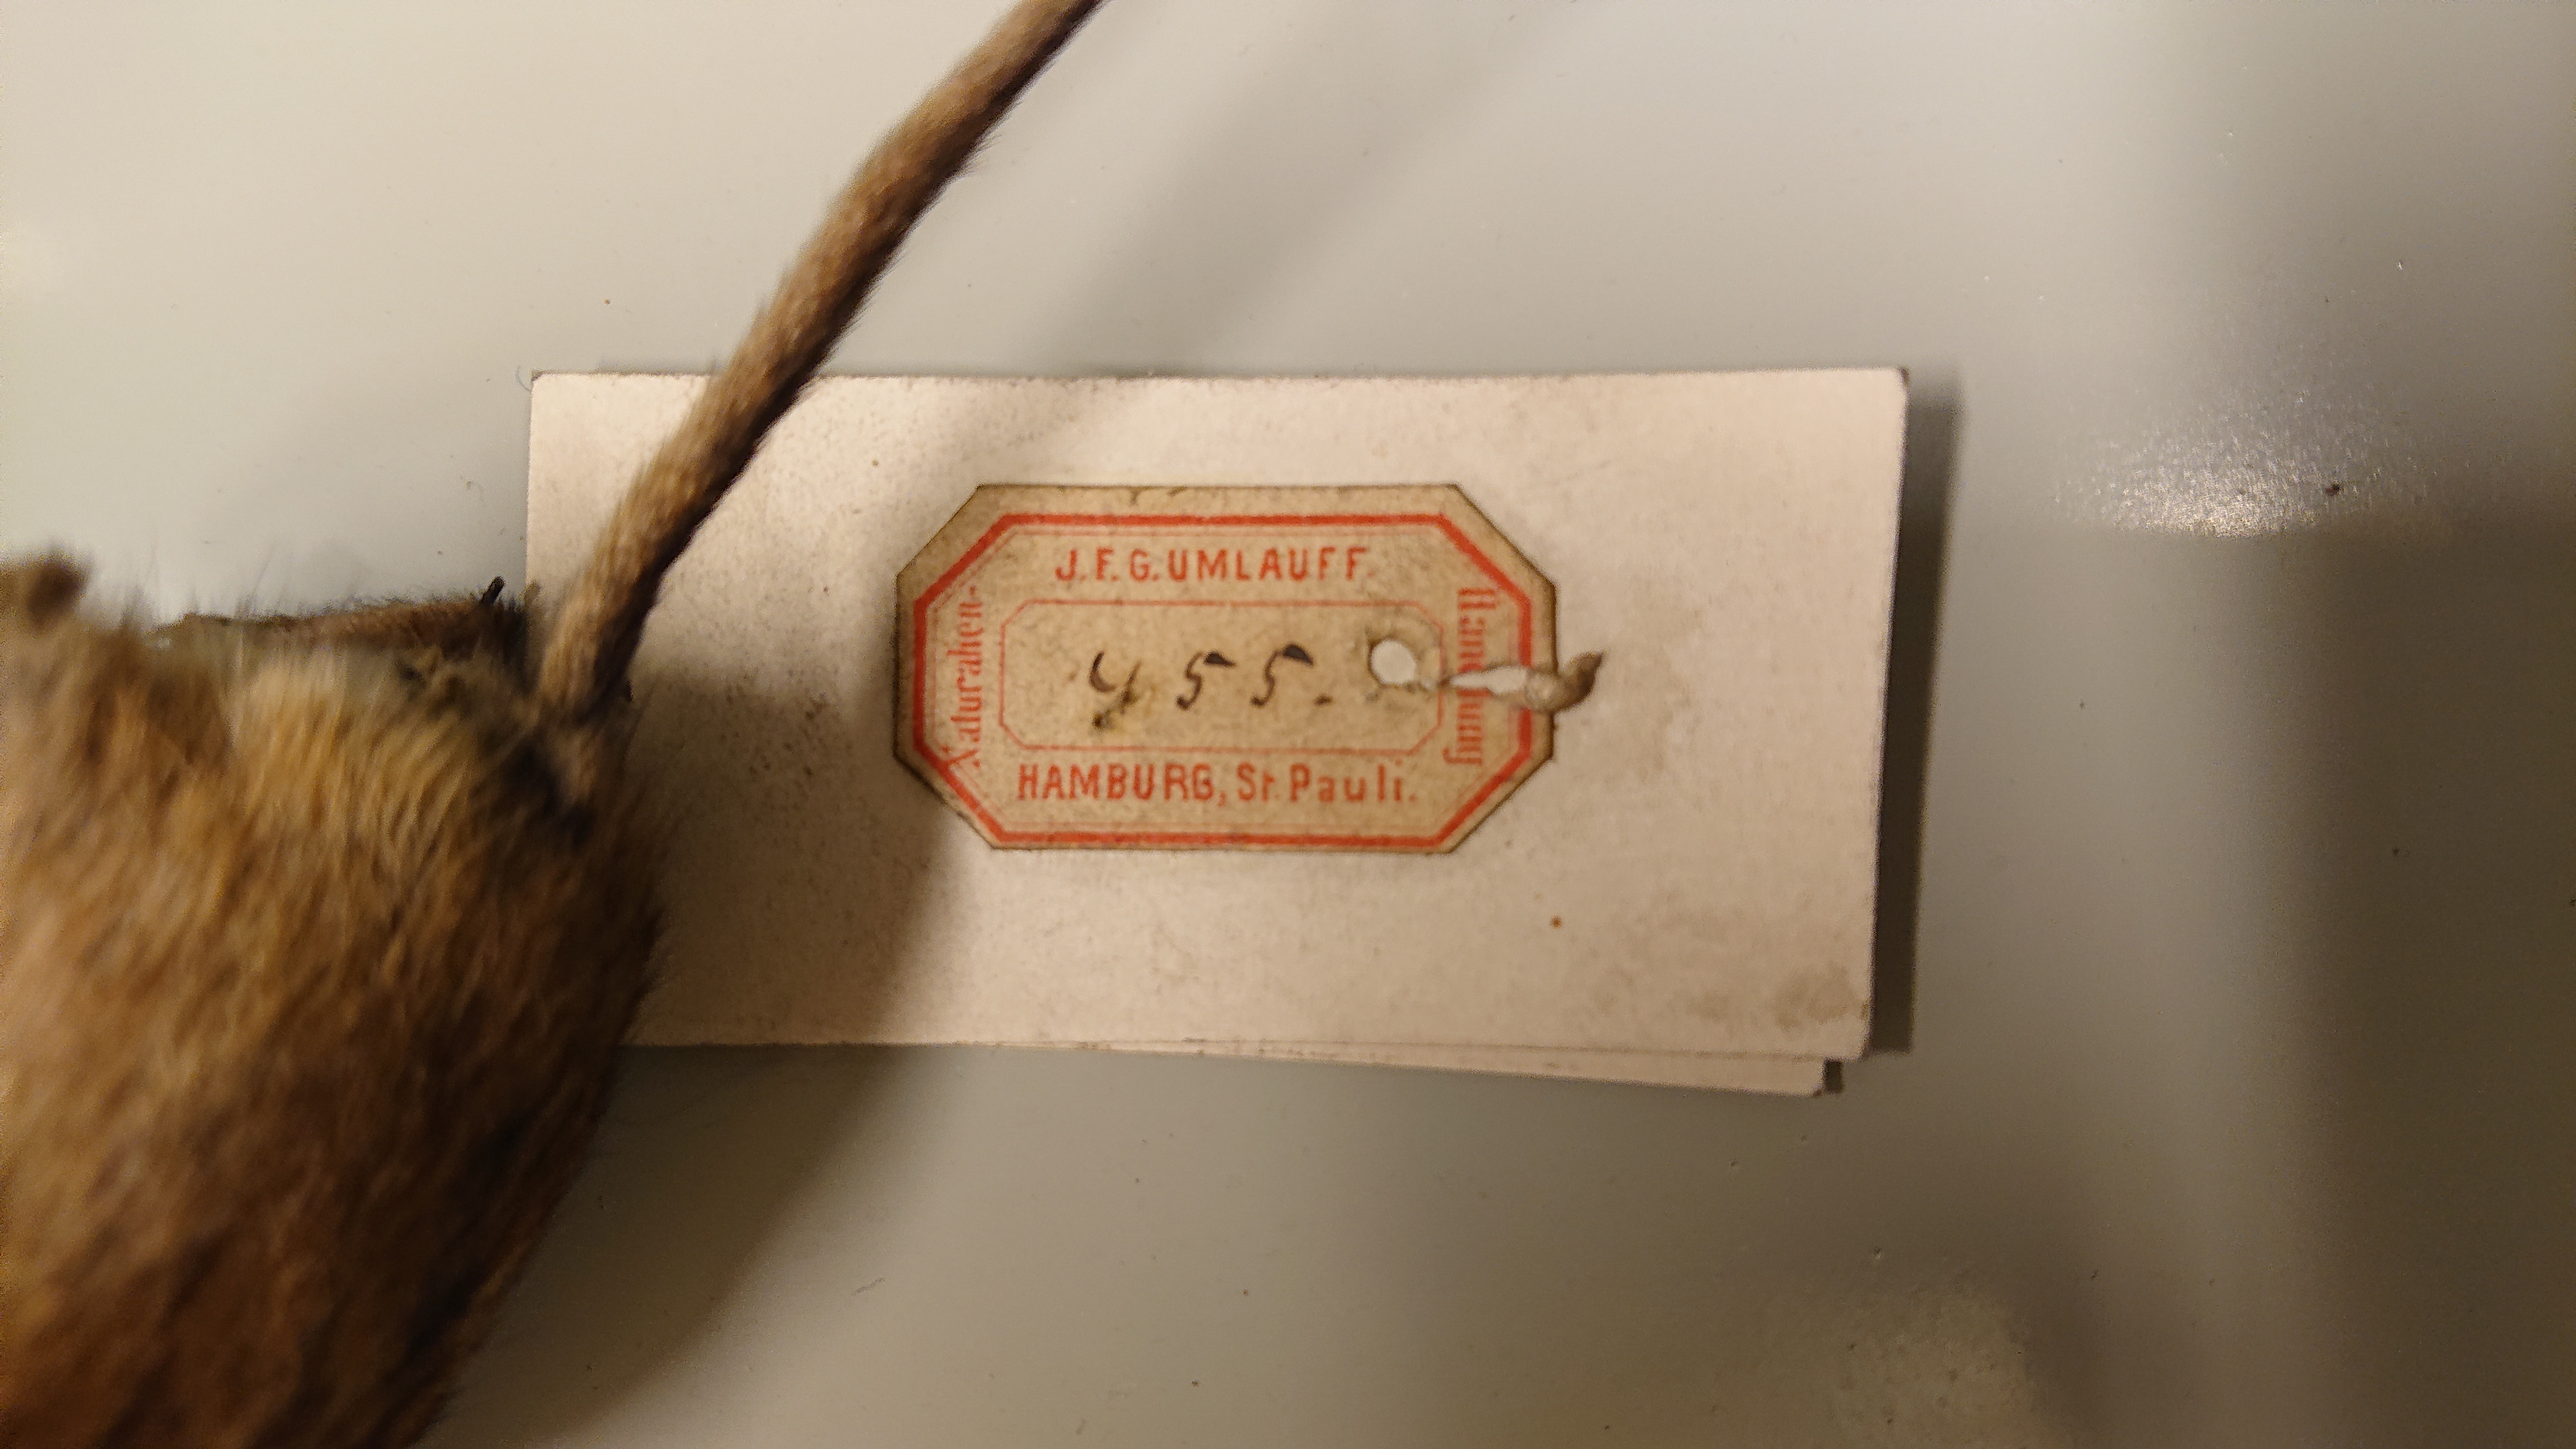 J. F. G. UMLAUFF.
Naturalien-
455.
Handlung
HAMBURG, St. Pauli.